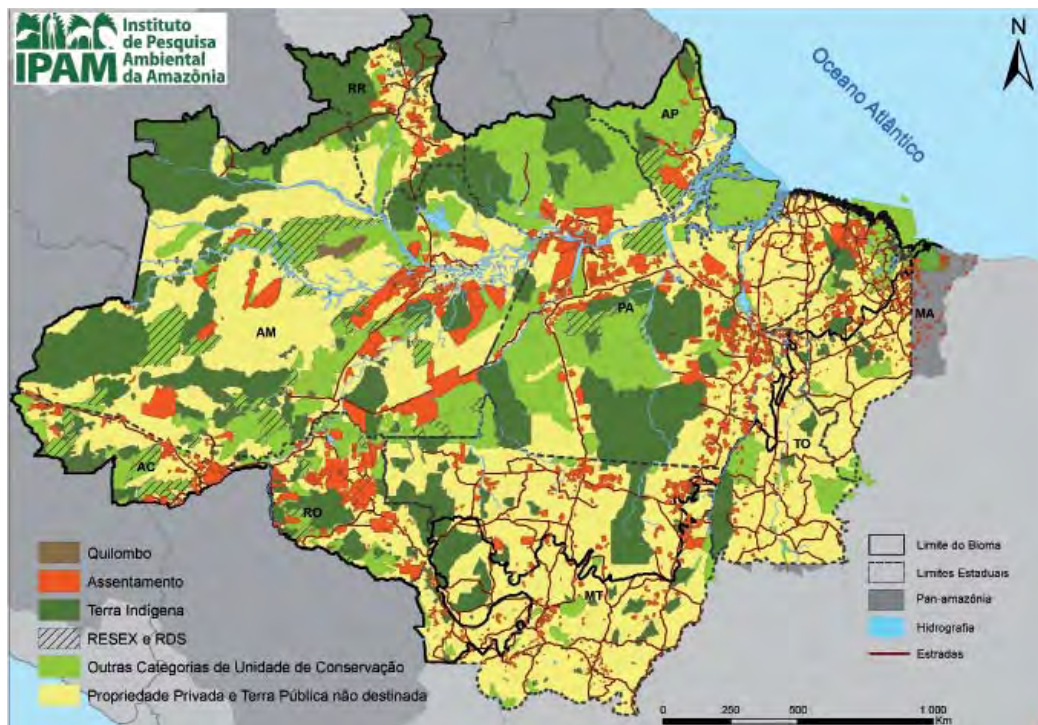 IPAM
Instituto
de Pesquisa
Ambiental
da Amazônia
N
Oceano Atlântico
RR
AP
AM
PA
MA
TO
AC
RO
MT
Quilombo
Assentamento
Terra Indígena
RESEX e RDS
Outras Categorias de Unidade de Conservação
Propriedade Privada e Terra Pública não destinada
Limite do Bioma
Limites Estaduais
Pan-amazônia
Hidrografia
Estradas
0 250 500 1 000
Km